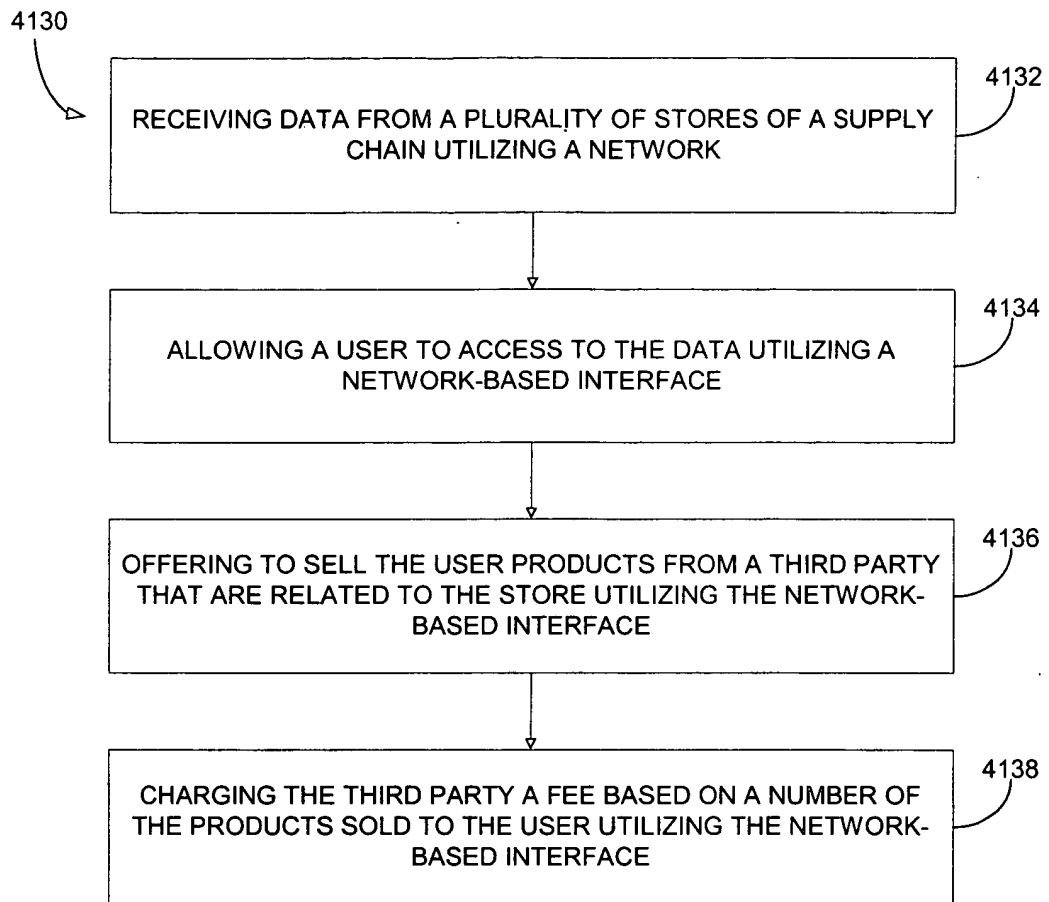 4130
4132
RECEIVING DATA FROM A PLURALITY OF STORES OF A SUPPLY
CHAIN UTILIZING A NETWORK
4134
ALLOWING A USER TO ACCESS TO THE DATA UTILIZING A
NETWORK-BASED INTERFACE
4136
OFFERING TO SELL THE USER PRODUCTS FROM A THIRD PARTY
THAT ARE RELATED TO THE STORE UTILIZING THE NETWORK-
BASED INTERFACE
4138
CHARGING THE THIRD PARTY A FEE BASED ON A NUMBER OF
THE PRODUCTS SOLD TO THE USER UTILIZING THE NETWORK-
BASED INTERFACE